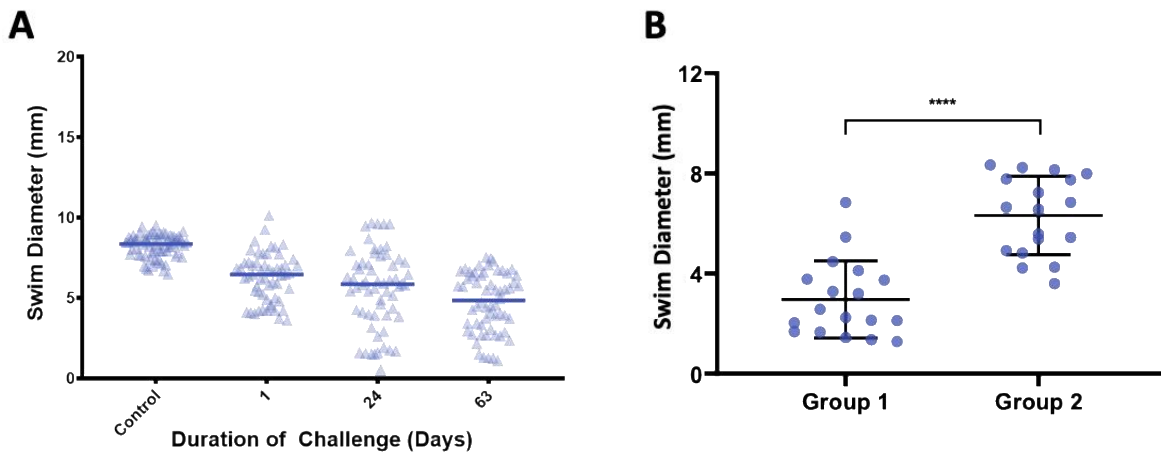 A
Swim Diameter (mm)
20
15
10
5
0
Control
1
24
63
Duration of Challenge (Days)
B
Swim Diameter (mm)
12
8
4
0
****
Group 1
Group 2